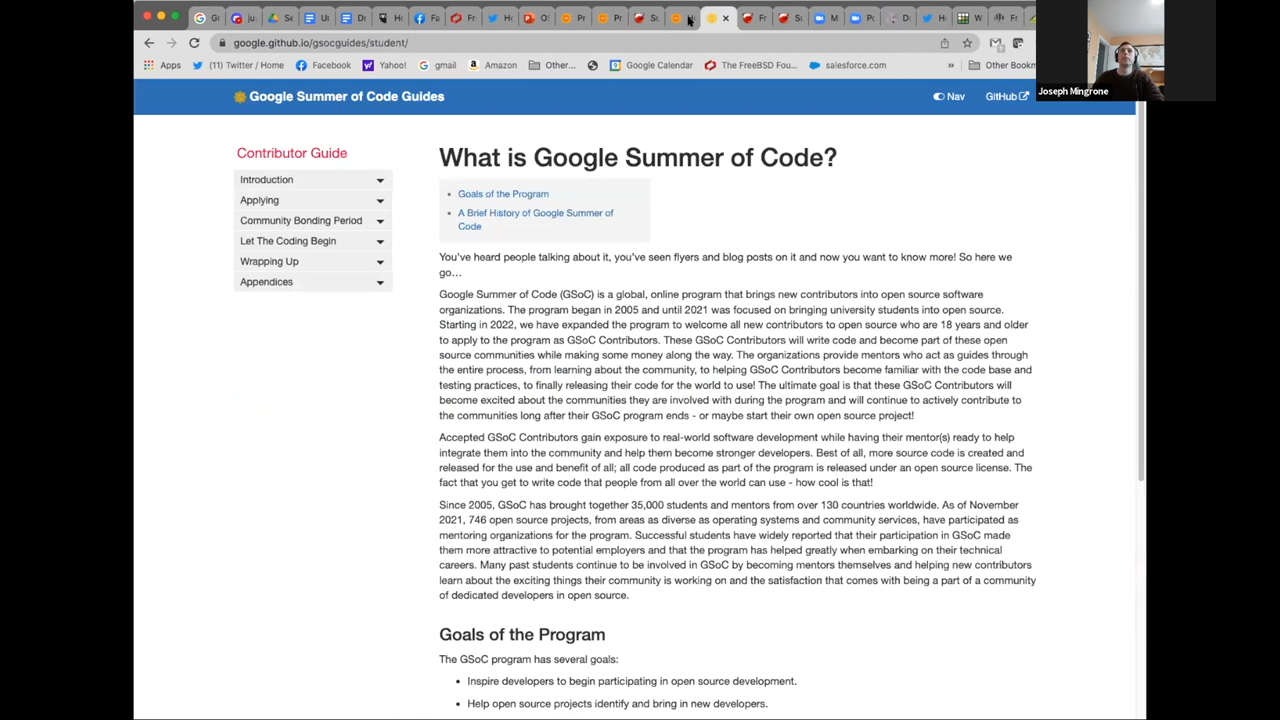 google.github.io/gsocguides/student/
Apps (11) Twitter / Home Facebook Yahoo! gmail Amazon Other... Google Calendar The FreeBSD Fou... salesforce.com » Other Bookm
Joseph Mingrone
Google Summer of Code Guides Nav GitHub
Contributor Guide
Introduction
Applying
Community Bonding Period
Let The Coding Begin
Wrapping Up
Appendices
What is Google Summer of Code?
Goals of the Program
A Brief History of Google Summer of
Code
You've heard people talking about it, you've seen flyers and blog posts on it and now you want to know more! So here we
go…
Google Summer of Code (GSoC) is a global, online program that brings new contributors into open source software
organizations. The program began in 2005 and until 2021 was focused on bringing university students into open source.
Starting in 2022, we have expanded the program to welcome all new contributors to open source who are 18 years and older
to apply to the program as GSoC Contributors. These GSoC Contributors will write code and become part of these open
source communities while making some money along the way. The organizations provide mentors who act as guides through
the entire process, from learning about the community, to helping GSoC Contributors become familiar with the code base and
testing practices, to finally releasing their code for the world to use! The ultimate goal is that these GSoC Contributors will
become excited about the communities they are involved with during the program and will continue to actively contribute to
the communities long after their GSoC program ends - or maybe start their own open source project!
Accepted GSoC Contributors gain exposure to real-world software development while having their mentor(s) ready to help
integrate them into the community and help them become stronger developers. Best of all, more source code is created and
released for the use and benefit of all; all code produced as part of the program is released under an open source license. The
fact that you get to write code that people from all over the world can use - how cool is that!
Since 2005, GSoC has brought together 35,000 students and mentors from over 130 countries worldwide. As of November
2021, 746 open source projects, from areas as diverse as operating systems and community services, have participated as
mentoring organizations for the program. Successful students have widely reported that their participation in GSoC made
them more attractive to potential employers and that the program has helped greatly when embarking on their technical
careers. Many past students continue to be involved in GSoC by becoming mentors themselves and helping new contributors
learn about the exciting things their community is working on and the satisfaction that comes with being a part of a community
of dedicated developers in open source.
Goals of the Program
The GSoC program has several goals:
Inspire developers to begin participating in open source development.
Help open source projects identify and bring in new developers.